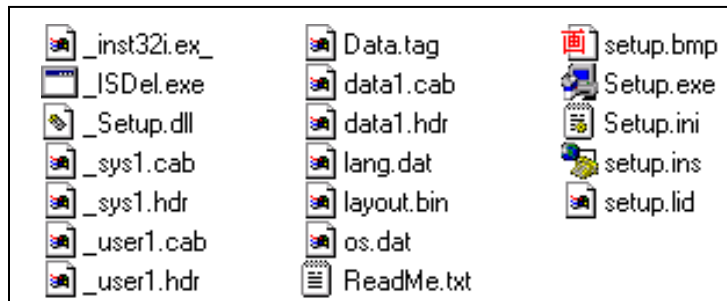 _inst32i.ex_
_ISDel.exe
_Setup.dll
_sys1.cab
_sys1.hdr
_user1.cab
_user1.hdr
Data.tag
data1.cab
data1.hdr
lang.dat
layout.bin
os.dat
ReadMe.txt
画
setup.bmp
Setup.exe
Setup.ini
setup.ins
setup.lid